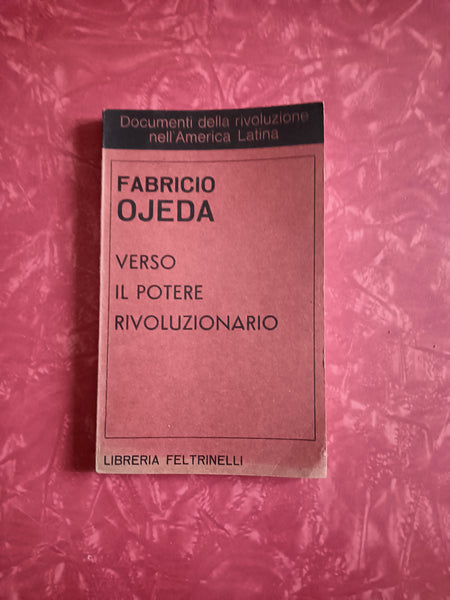 Documenti della rivoluzione
nell'America Latina
FABRICIO
OJEDA
VERSO
IL POTERE
RIVOLUZIONARIO
LIBRERIA FELTRINELLI